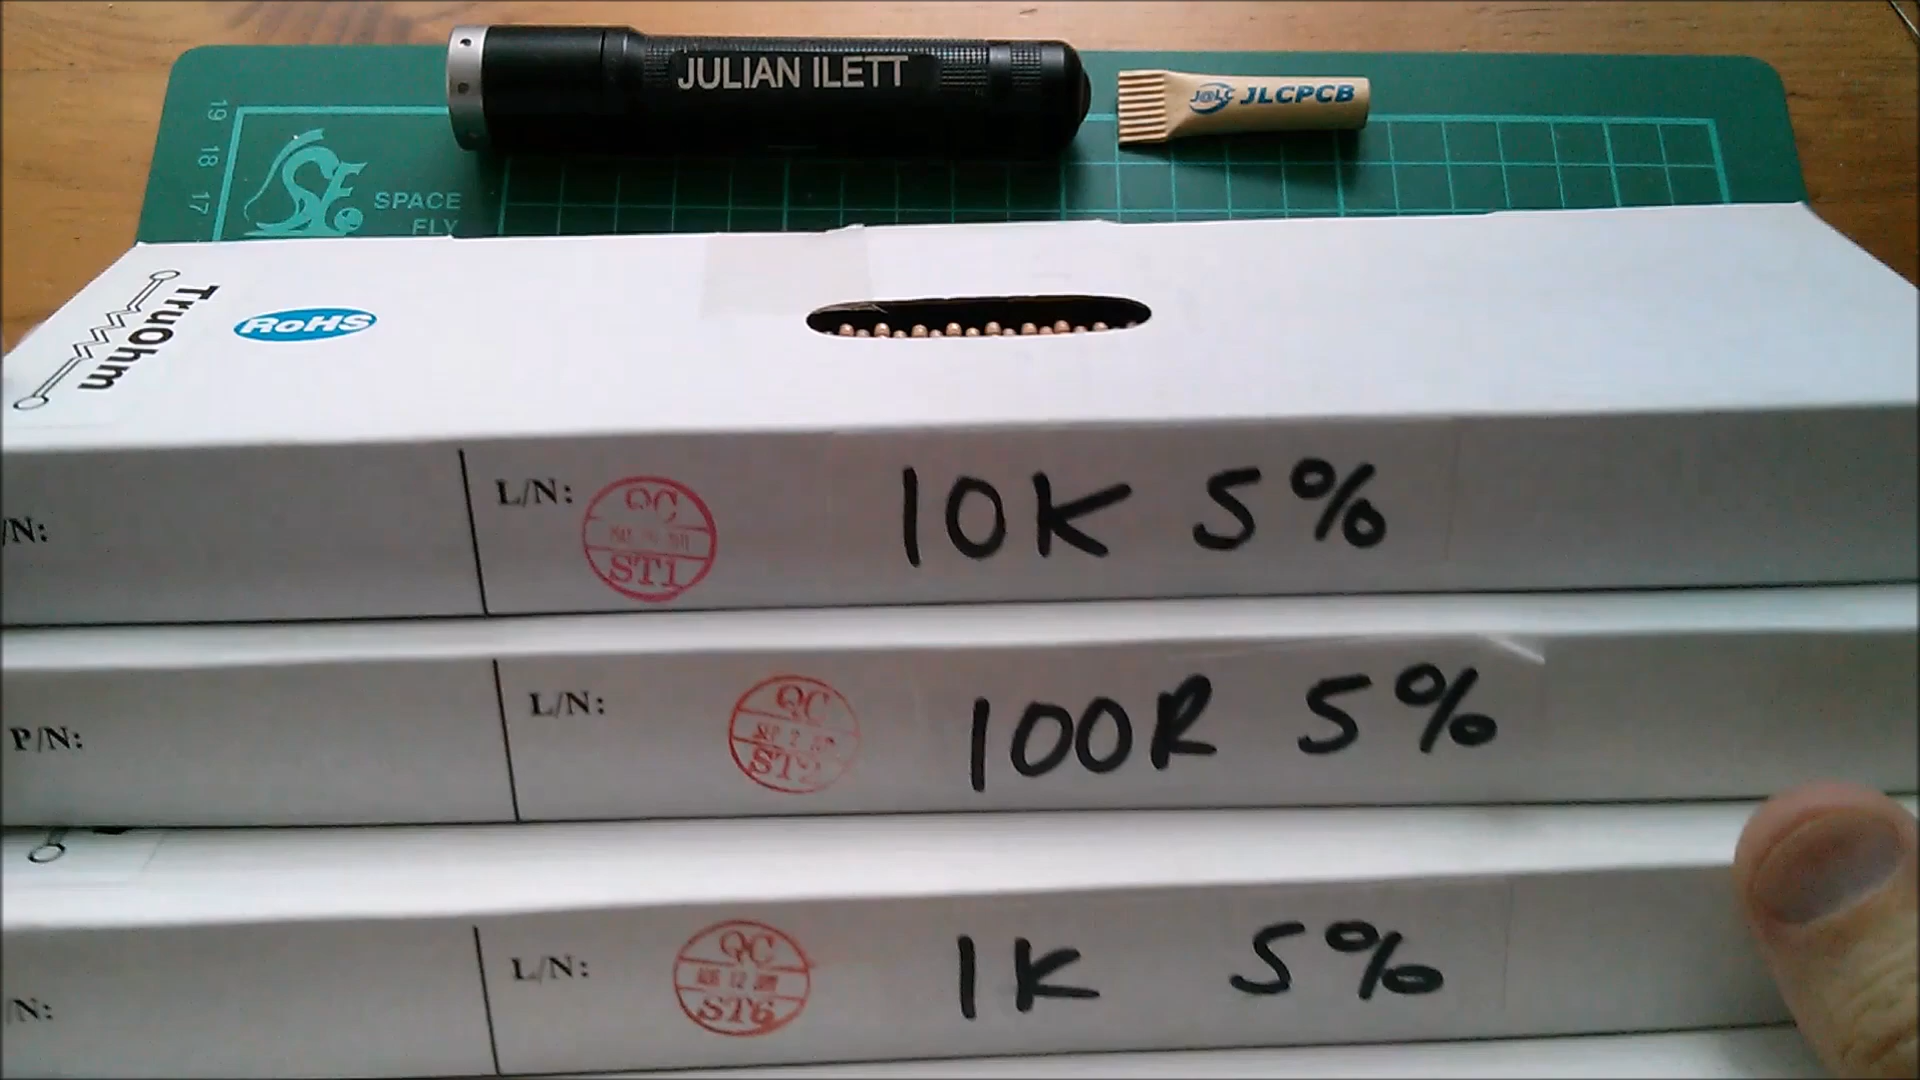 JULIAN ILETT
J@LC JLCPCB
19
18
17
SPACE
FLY
TruOhm
RoHS
L/N:
QC
ST1
10K 5%
/N:
L/N:
QC
100R 5%
P/N:
L/N:
QC
12
ST6
1K 5%
/N: